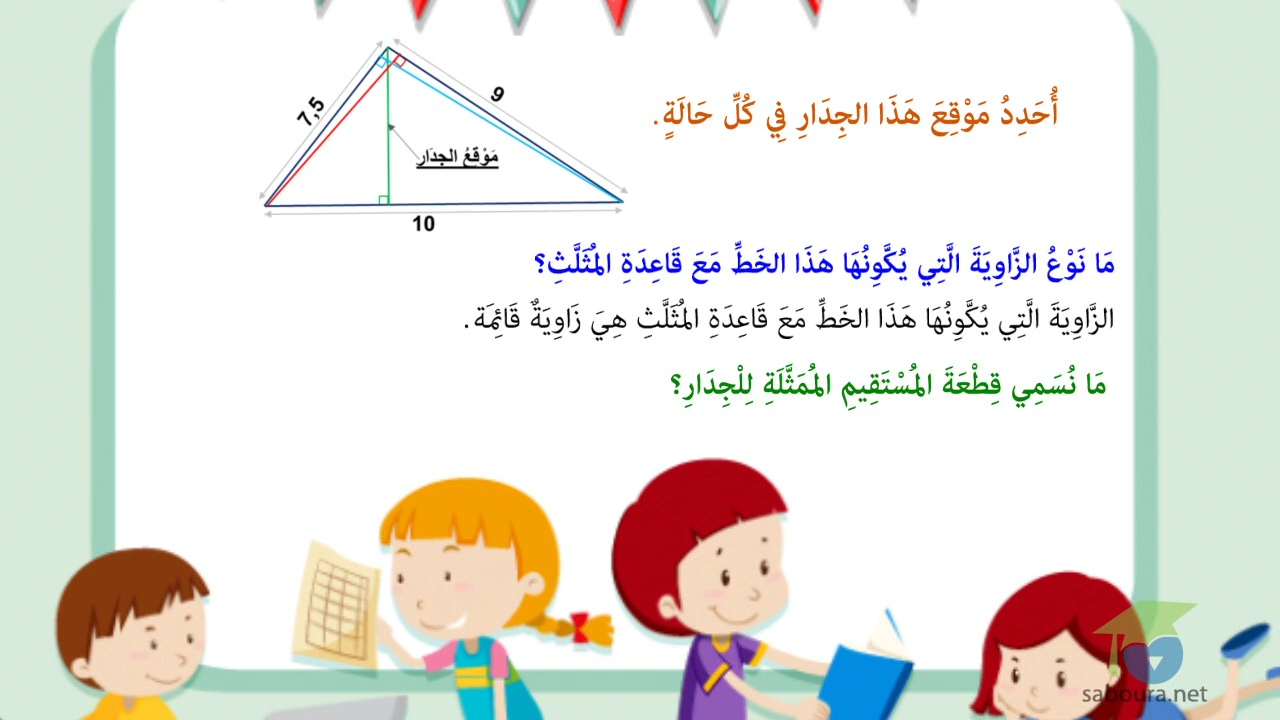 7,5
9
أُحَدِدُ مَوْقِعَ هَذَا الجِدَارِ فِي كُلِّ حَالَةٍ.
مَوْقِعُ الجِدَار
10
مَا نَوْعُ الزَّاوِيَةَ الَّتِي يُكَّوِنُهَا هَذَا الخَطِّ مَعَ قَاعِدَةِ المُثَلَّثِ؟
الزَّاوِيَةَ الَّتِي يُكَّوِنُهَا هَذَا الخَطِّ مَعَ قَاعِدَةِ المُثَلَّثِ هِيَ زَاوِيَةٌ قَائِمَة.
مَا نُسَمِي قِطْعَةَ المُسْتَقِيمِ المُمَثَّلَةِ لِلْجِدَارِ؟
saboura.net